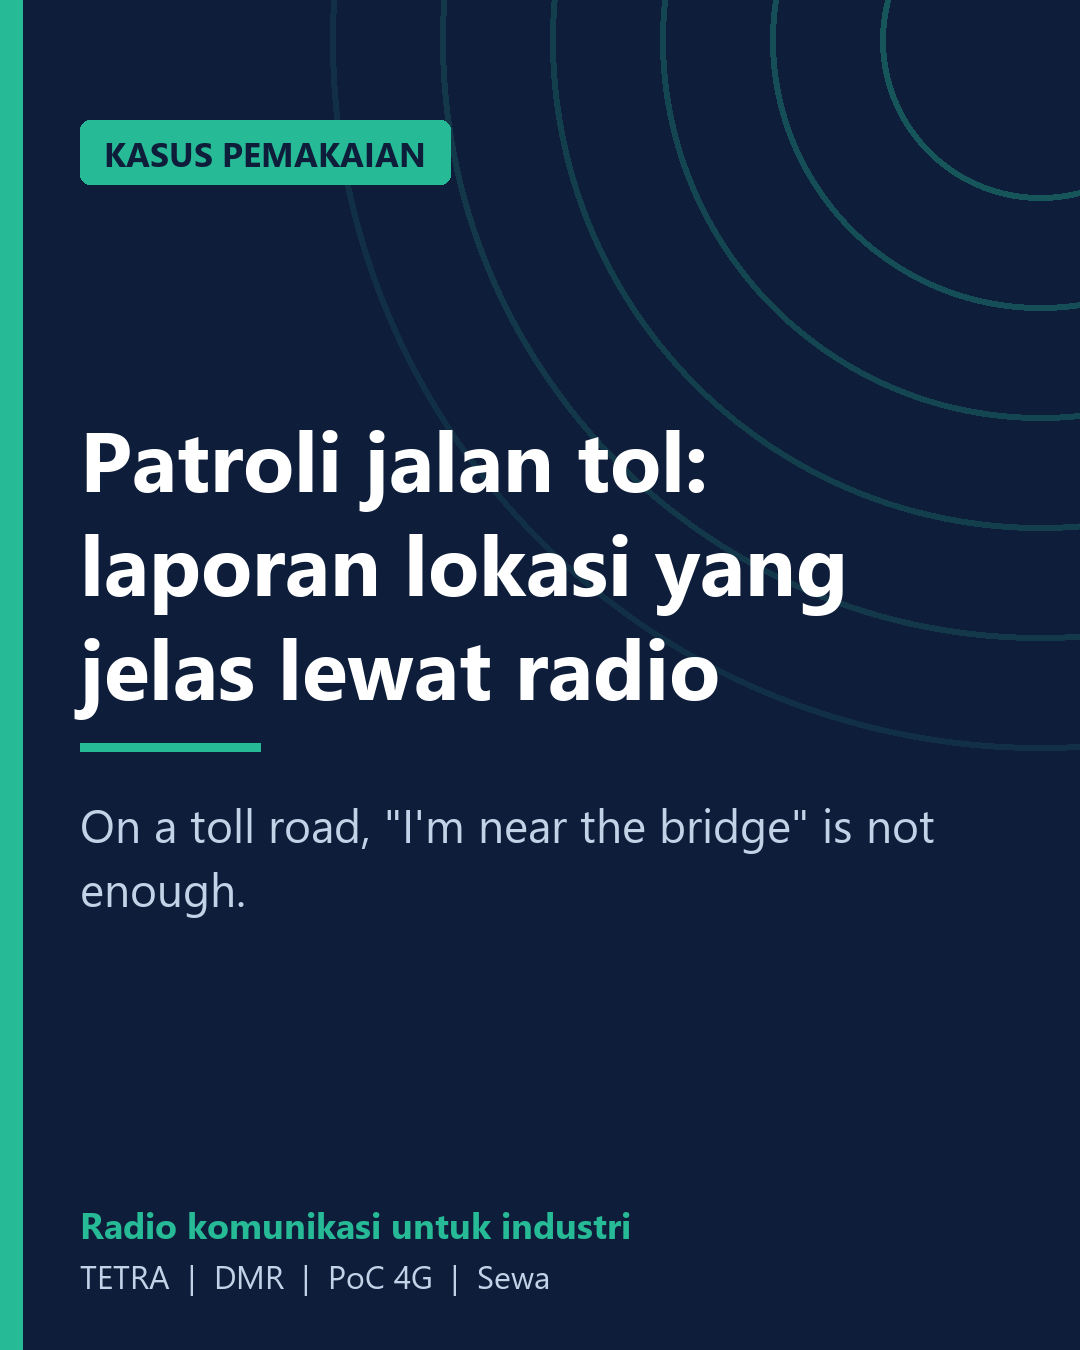 KASUS PEMAKAIAN
Patroli jalan tol:
laporan lokasi yang
jelas lewat radio
On a toll road, "I'm near the bridge" is not
enough.
Radio komunikasi untuk industri
TETRA | DMR | PoC 4G | Sewa